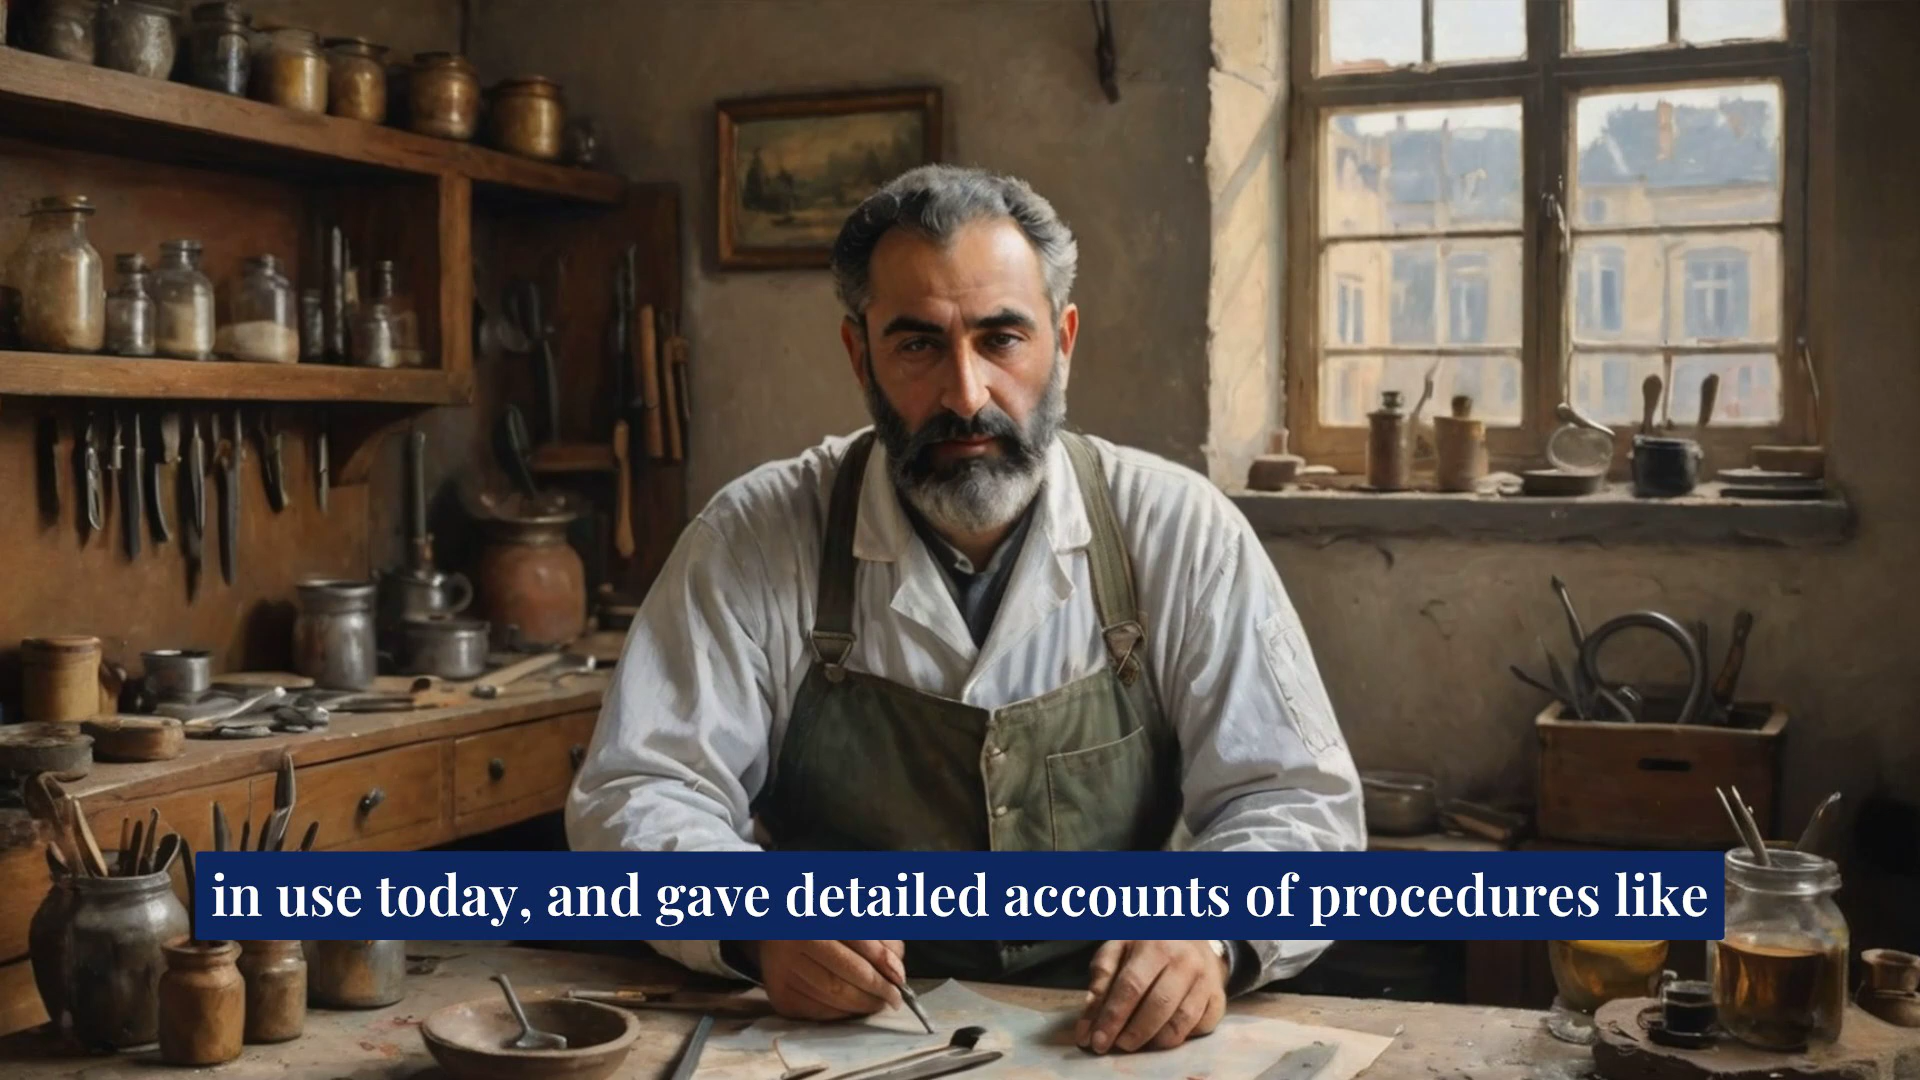 in use today, and gave detailed accounts of procedures like